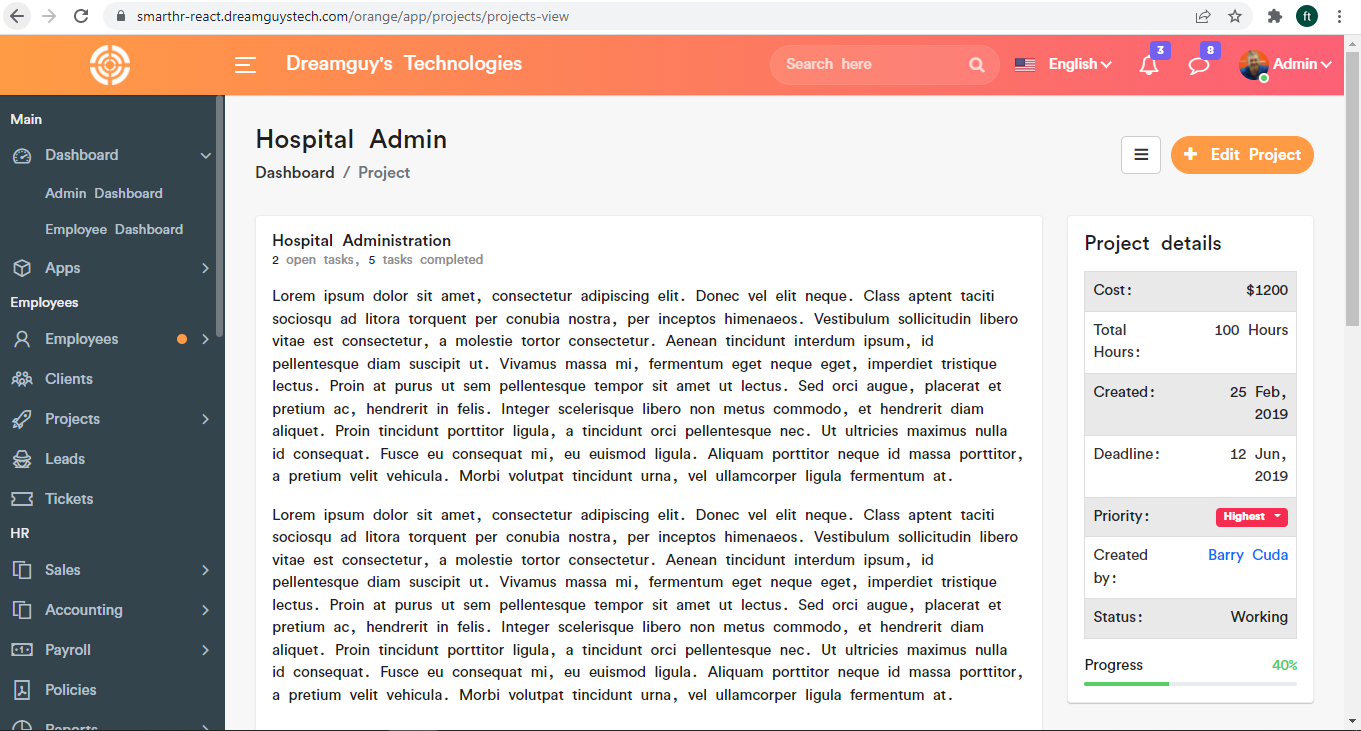 smarthr-react.dreamguystech.com/orange/app/projects/projects-view
ft
Dreamguy's Technologies
Search here
English
3
8
Admin
Main
Dashboard
Admin Dashboard
Employee Dashboard
Apps
Employees
Employees
Clients
Projects
Leads
Tickets
HR
Sales
Accounting
Payroll
Policies
Reports
Hospital Admin
Dashboard / Project
Edit Project
Hospital Administration
2 open tasks, 5 tasks completed
Lorem ipsum dolor sit amet, consectetur adipiscing elit. Donec vel elit neque. Class aptent taciti
sociosqu ad litora torquent per conubia nostra, per inceptos himenaeos. Vestibulum sollicitudin libero
vitae est consectetur, a molestie tortor consectetur. Aenean tincidunt interdum ipsum, id
pellentesque diam suscipit ut. Vivamus massa mi, fermentum eget neque eget, imperdiet tristique
lectus. Proin at purus ut sem pellentesque tempor sit amet ut lectus. Sed orci augue, placerat et
pretium ac, hendrerit in felis. Integer scelerisque libero non metus commodo, et hendrerit diam
aliquet. Proin tincidunt porttitor ligula, a tincidunt orci pellentesque nec. Ut ultricies maximus nulla
id consequat. Fusce eu consequat mi, eu euismod ligula. Aliquam porttitor neque id massa porttitor,
a pretium velit vehicula. Morbi volutpat tincidunt urna, vel ullamcorper ligula fermentum at.
Lorem ipsum dolor sit amet, consectetur adipiscing elit. Donec vel elit neque. Class aptent taciti
sociosqu ad litora torquent per conubia nostra, per inceptos himenaeos. Vestibulum sollicitudin libero
vitae est consectetur, a molestie tortor consectetur. Aenean tincidunt interdum ipsum, id
pellentesque diam suscipit ut. Vivamus massa mi, fermentum eget neque eget, imperdiet tristique
lectus. Proin at purus ut sem pellentesque tempor sit amet ut lectus. Sed orci augue, placerat et
pretium ac, hendrerit in felis. Integer scelerisque libero non metus commodo, et hendrerit diam
aliquet. Proin tincidunt porttitor ligula, a tincidunt orci pellentesque nec. Ut ultricies maximus nulla
id consequat. Fusce eu consequat mi, eu euismod ligula. Aliquam porttitor neque id massa porttitor,
a pretium velit vehicula. Morbi volutpat tincidunt urna, vel ullamcorper ligula fermentum at.
Project details
Cost: $1200
Total 100 Hours
Hours:
Created: 25 Feb,
2019
Deadline: 12 Jun,
2019
Priority: Highest
Created Barry Cuda
by:
Status: Working
Progress 40%